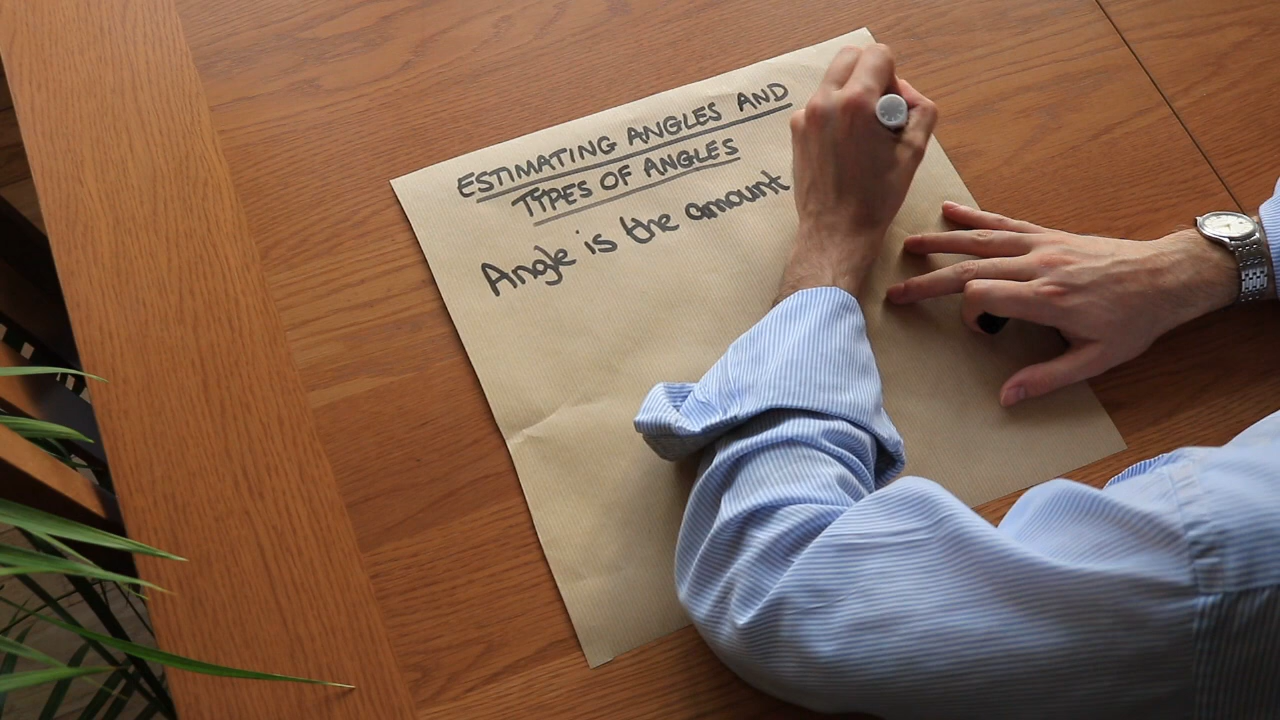 ESTIMATING ANGLES AND
TYPES OF ANGLES
Angle is the amount